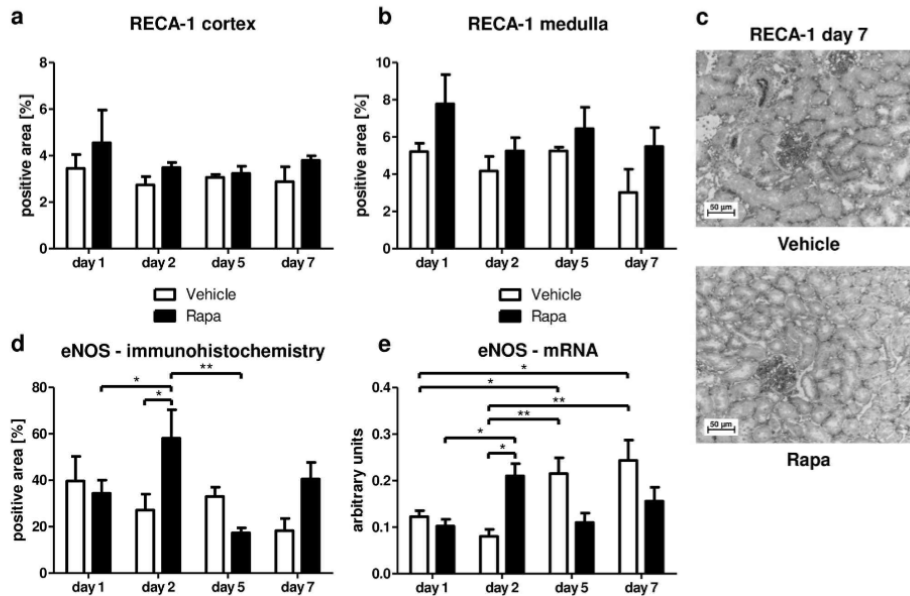 a
RECA-1 cortex
positive area [%]
8
6
4
2
0
day 1 day 2 day 5 day 7
b
RECA-1 medulla
positive area [%]
10
8
6
4
2
0
day 1 day 2 day 5 day 7
c
RECA-1 day 7
50 µm
Vehicle
50 µm
Rapa
Vehicle
Rapa
d
eNOS - immunohistochemistry
positive area [%]
80
60
40
20
0
* **
*
day 1 day 2 day 5 day 7
e
eNOS - mRNA
arbitrary units
0.4
0.3
0.2
0.1
0.0
*
*
**
**
*
*
day 1 day 2 day 5 day 7